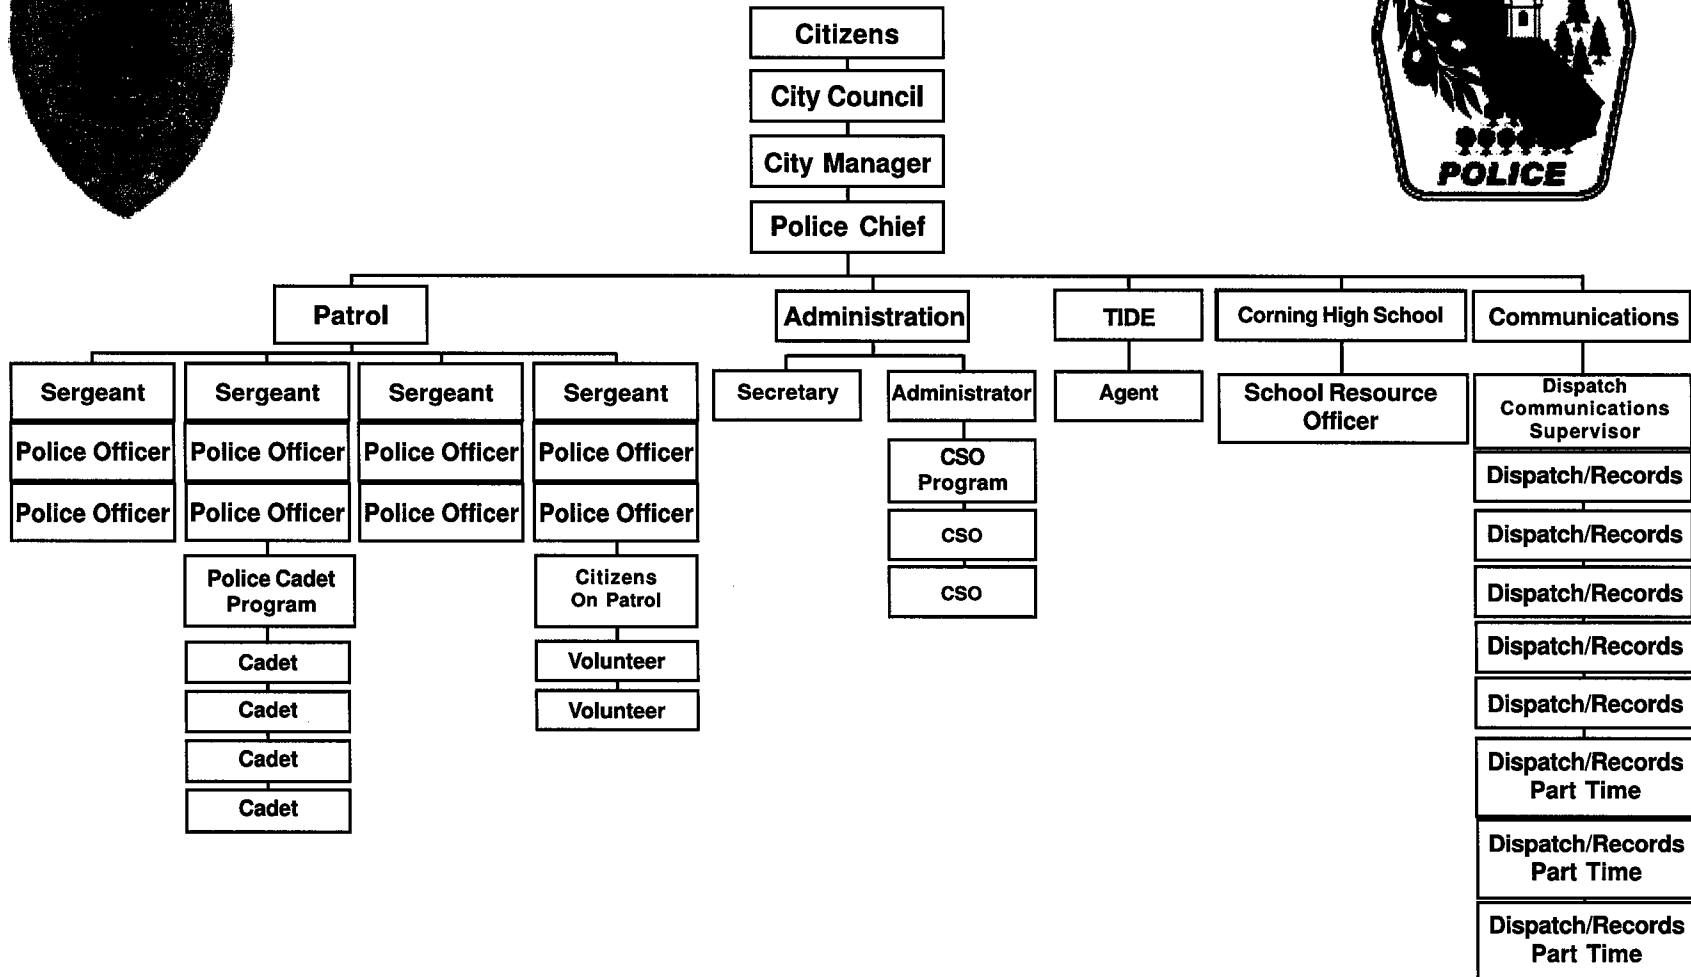 Citizens
City Council
City Manager
Police Chief
POLICE
Patrol
Administration
TIDE
Corning High School
Communications
Sergeant
Police Officer
Police Officer
Sergeant
Police Officer
Police Officer
Police Cadet
Program
Cadet
Cadet
Cadet
Cadet
Sergeant
Police Officer
Police Officer
Sergeant
Police Officer
Police Officer
Citizens
On Patrol
Volunteer
Volunteer
Secretary
Administrator
CSO
Program
CSO
CSO
Agent
School Resource
Officer
Dispatch
Communications
Supervisor
Dispatch/Records
Dispatch/Records
Dispatch/Records
Dispatch/Records
Dispatch/Records
Dispatch/Records
Part Time
Dispatch/Records
Part Time
Dispatch/Records
Part Time